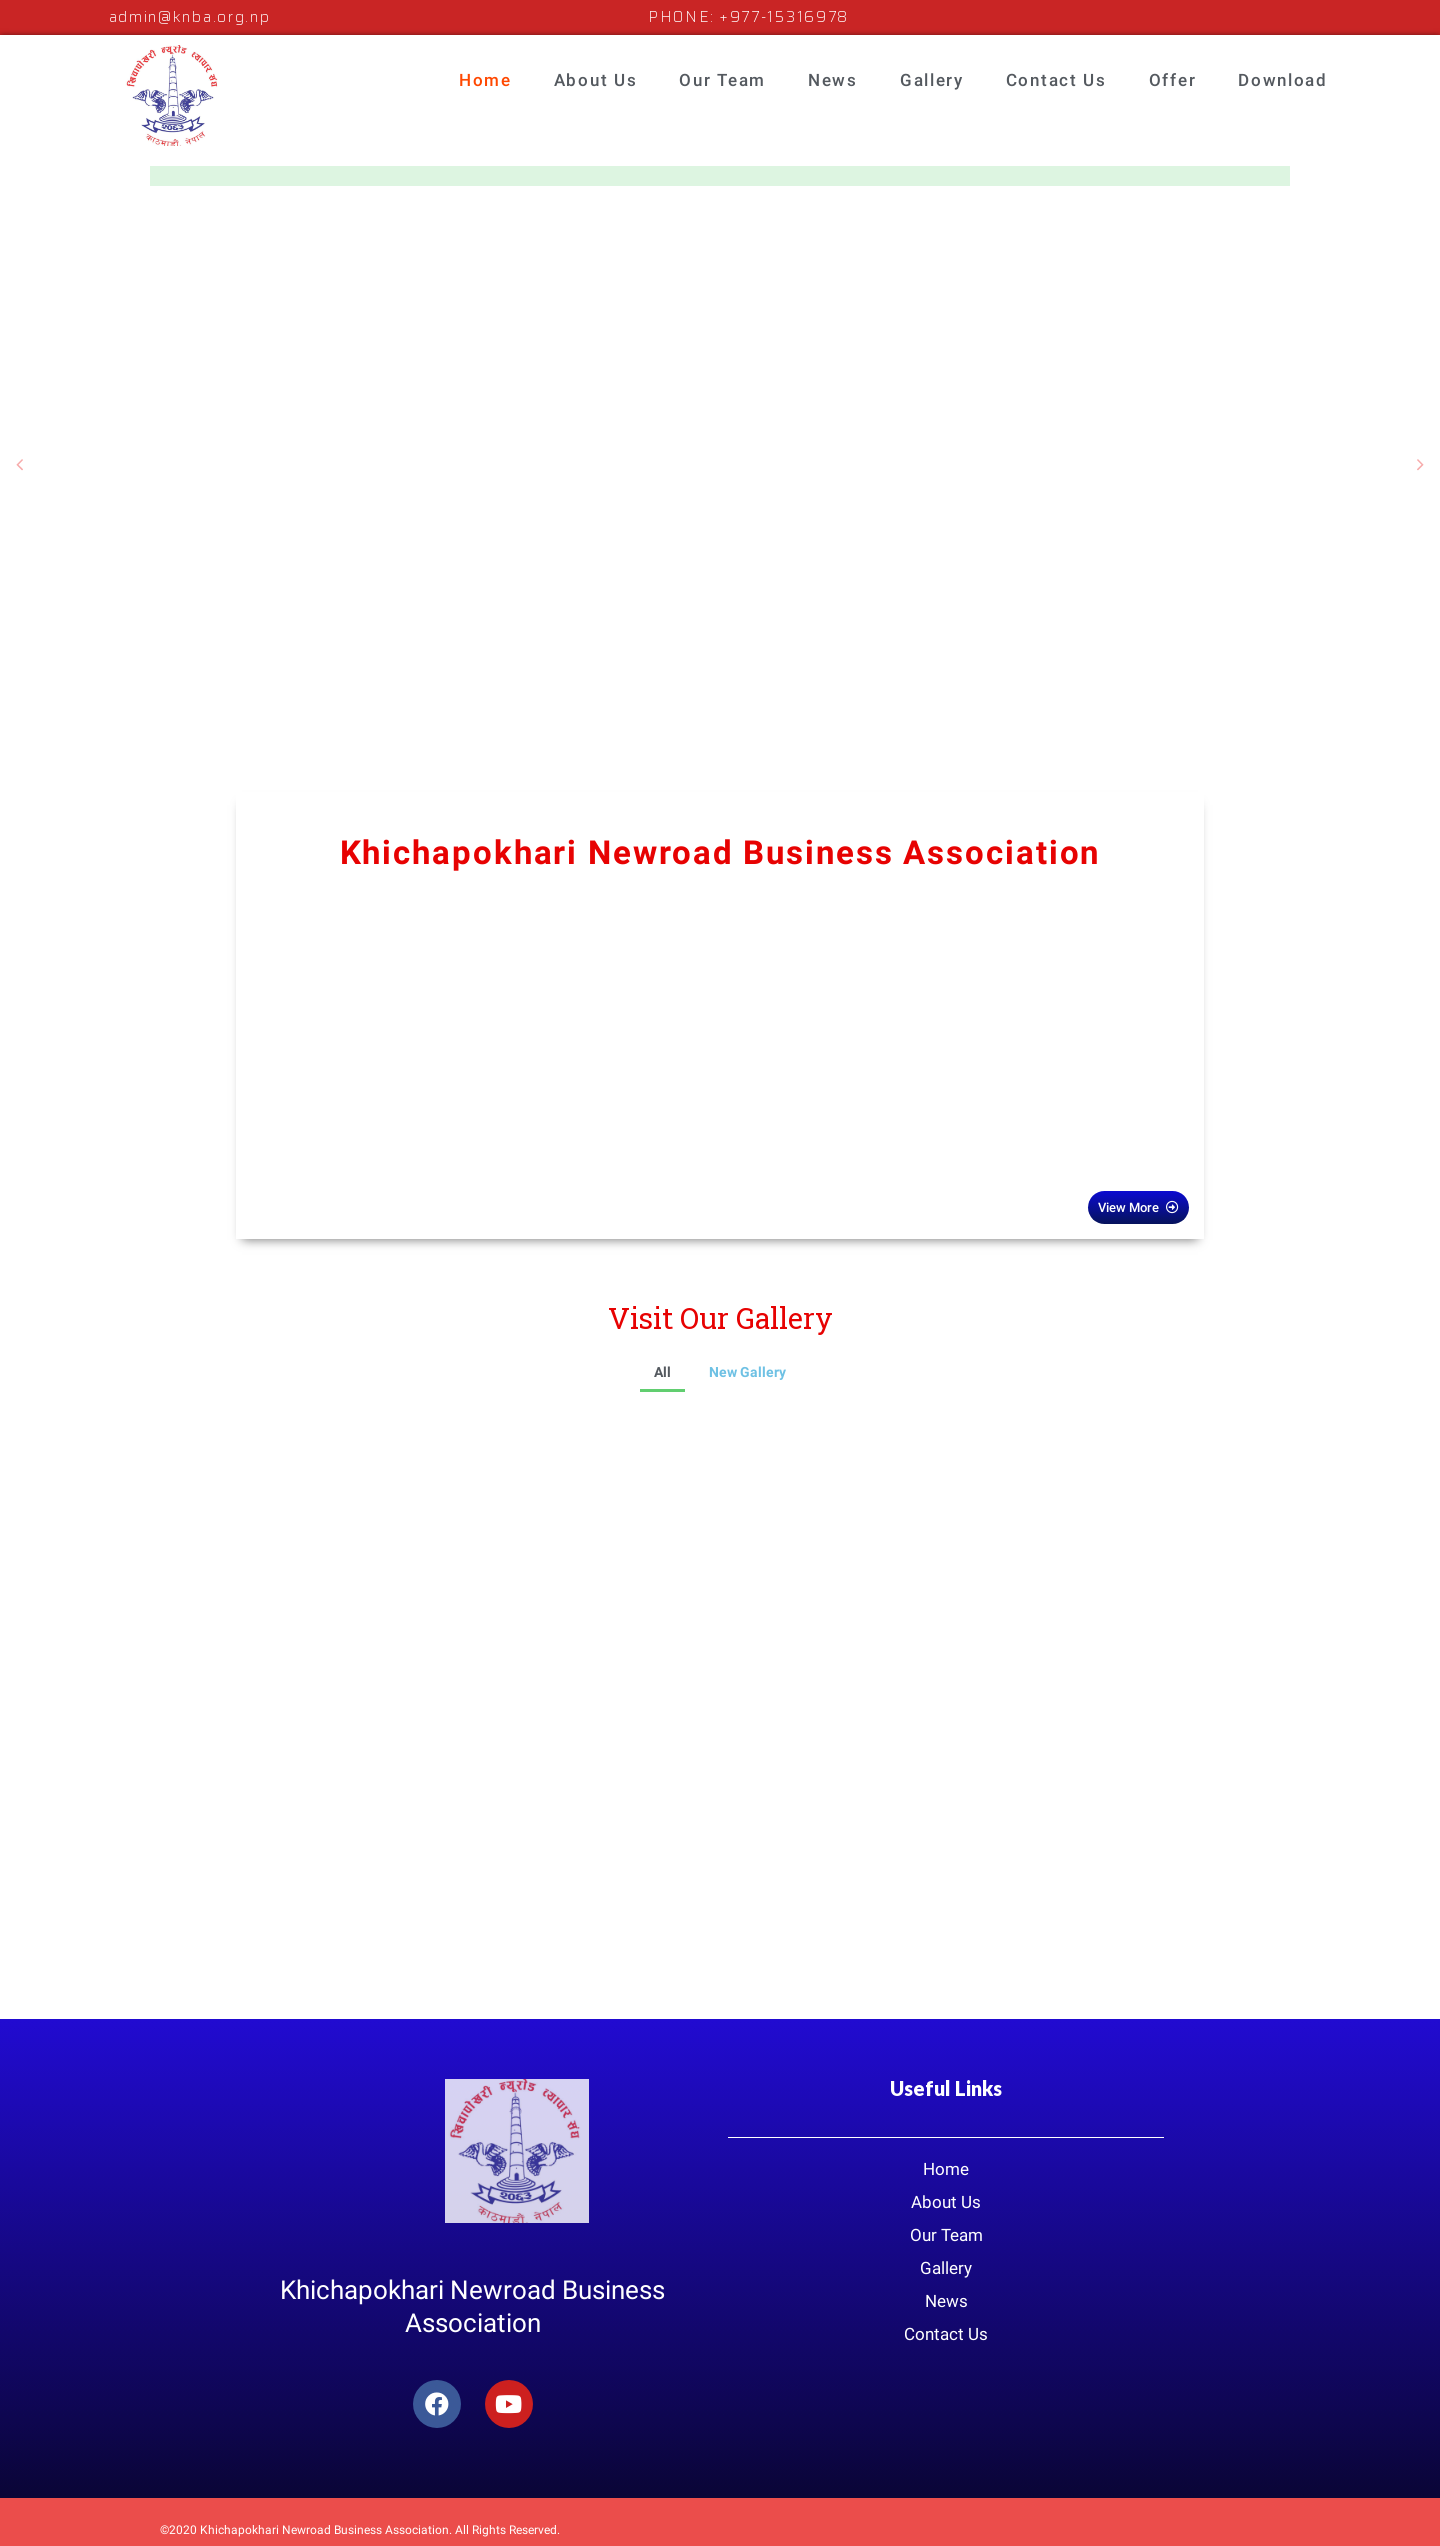 admin@knba.org.np
PHONE: +977-15316978
खिचापोखरी न्यूरोड व्यापार संघ
२०६३
काठमाडौं, नेपाल
Home About Us Our Team News Gallery Contact Us Offer Download
Khichapokhari Newroad Business Association
View More
Visit Our Gallery
All New Gallery
खिचापोखरी न्यूरोड व्यापार संघ
२०६३
काठमाडौं, नेपाल
Khichapokhari Newroad Business
Association
Useful Links
Home
About Us
Our Team
Gallery
News
Contact Us
©2020 Khichapokhari Newroad Business Association. All Rights Reserved.